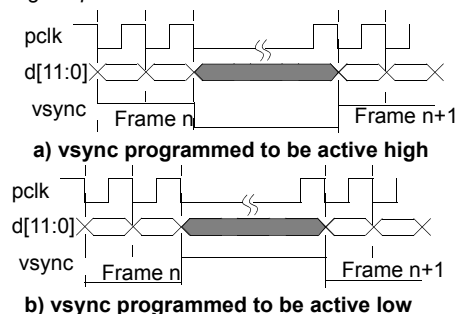 pclk
d[11:0]
vsync
Frame n
Frame n+1
a) vsync programmed to be active high
pclk
d[11:0]
vsync
Frame n
Frame n+1
b) vsync programmed to be active low